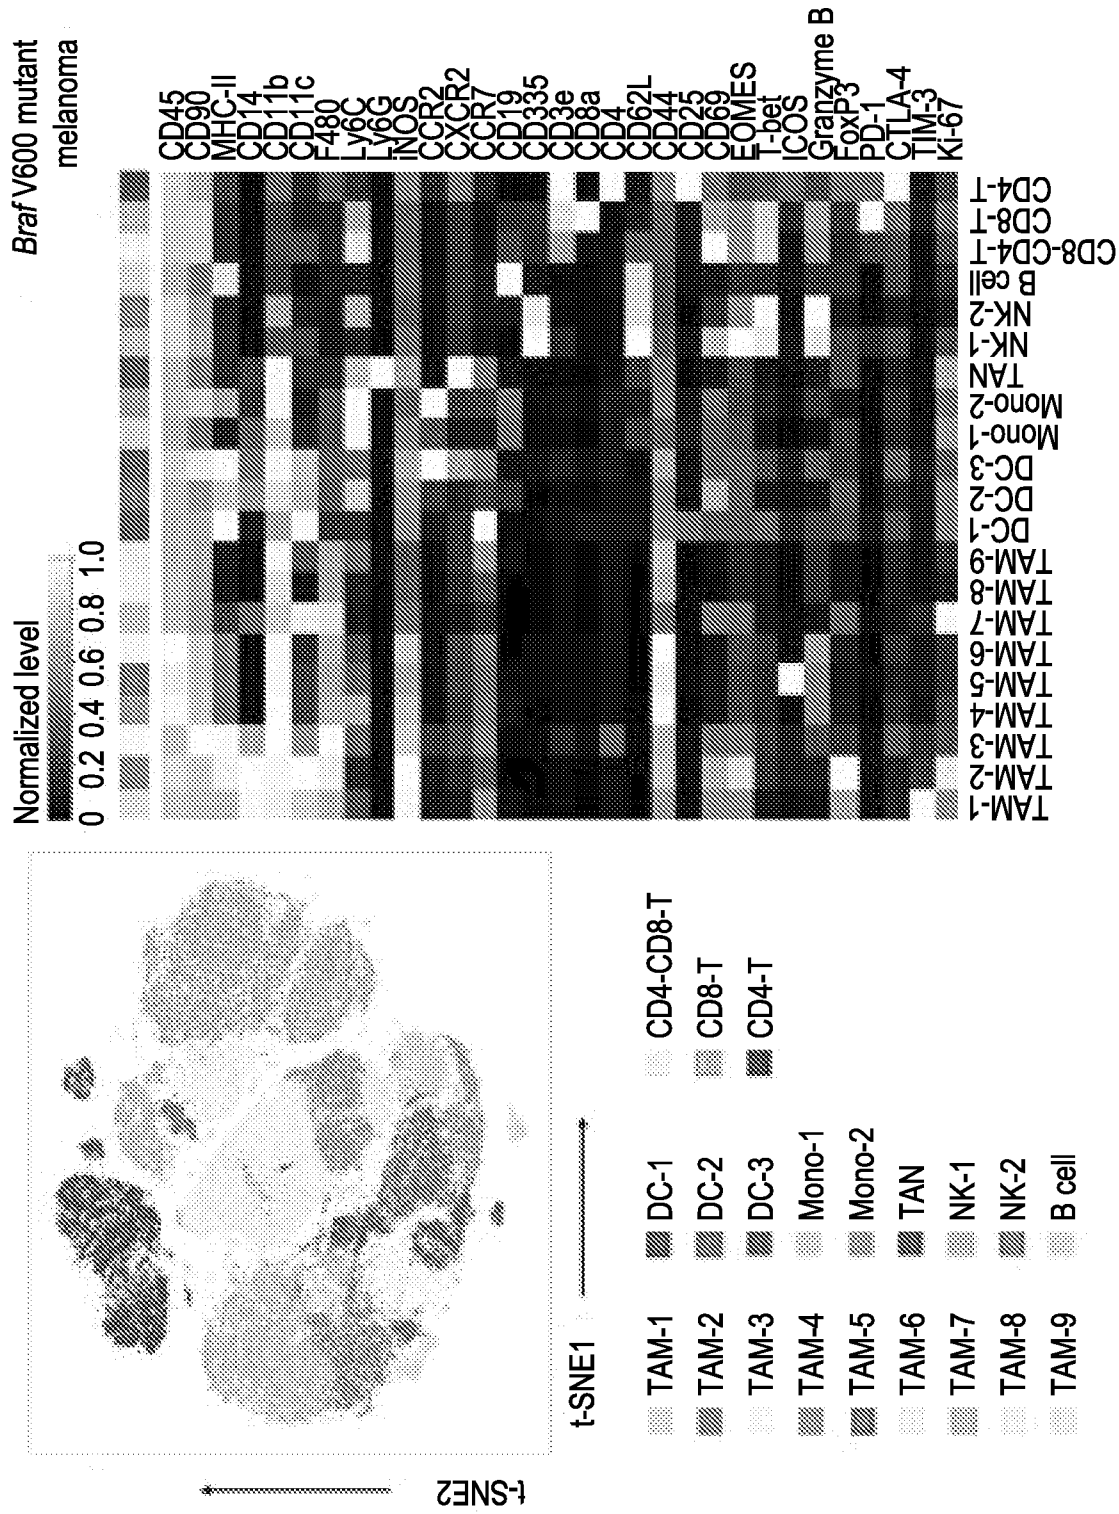 Braf V600 mutant
melanoma
Normalized level
0 0.2 0.4 0.6 0.8 1.0
CD45
CD90
MHC-II
CD14
CD11b
CD11c
F480
Ly6C
Ly6G
iNOS
CCR2
CXCR2
CCR7
CD19
CD335
CD3e
CD8a
CD4
CD62L
CD44
CD25
CD69
EOMES
T-bet
ICOS
Granzyme B
FoxP3
PD-1
CTLA-4
TIM-3
Ki-67
TAM-1
TAM-2
TAM-3
TAM-4
TAM-5
TAM-6
TAM-7
TAM-8
TAM-9
DC-1
DC-2
DC-3
Mono-1
Mono-2
TAN
NK-1
NK-2
B cell
CD8-CD4-T
CD8-T
CD4-T
t-SNE2
t-SNE1
TAM-1
TAM-2
TAM-3
TAM-4
TAM-5
TAM-6
TAM-7
TAM-8
TAM-9
DC-1
DC-2
DC-3
Mono-1
Mono-2
TAN
NK-1
NK-2
B cell
CD4-CD8-T
CD8-T
CD4-T